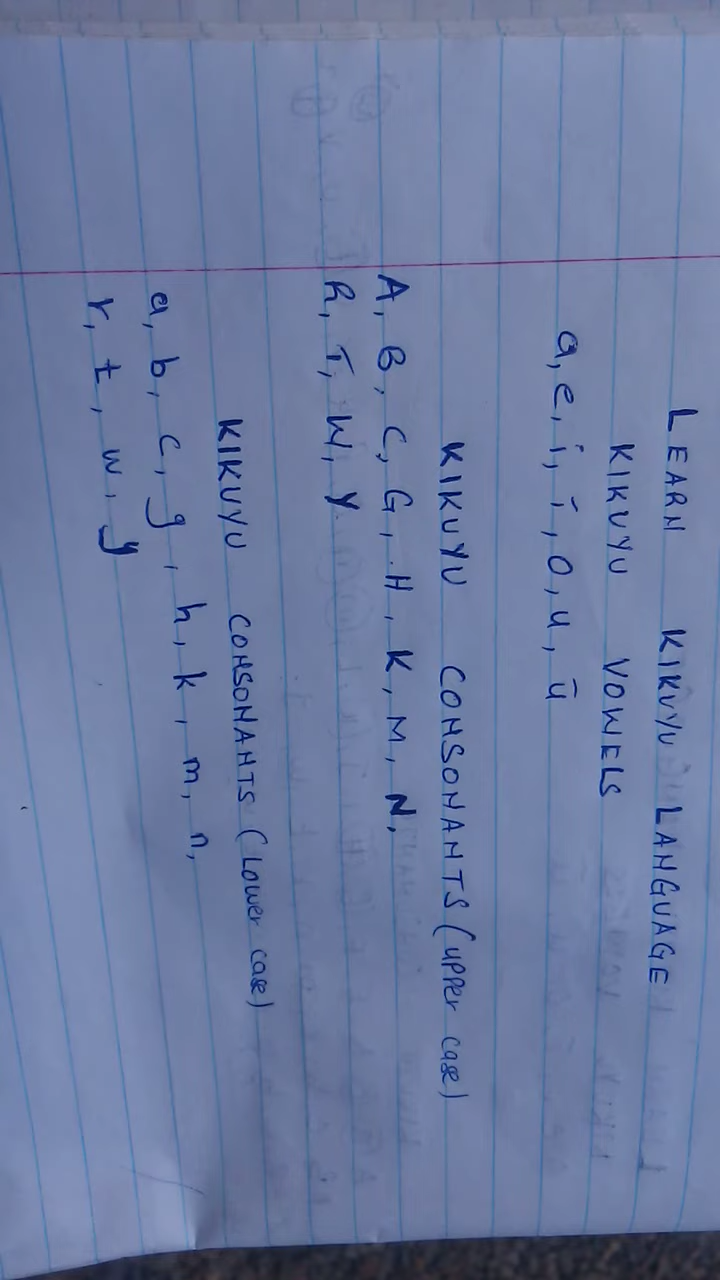 LEARN KIKUYU LANGUAGE
KIKUYU VOWELS
a, e, i, ĩ, o, u, ũ
KIKUYU CONSONANTS (upper case)
A, B, C, G, H, K, M, N,
R, T, W, Y
KIKUYU CONSONANTS (lower case)
a, b, c, g, h, k, m, n,
r, t, w, y